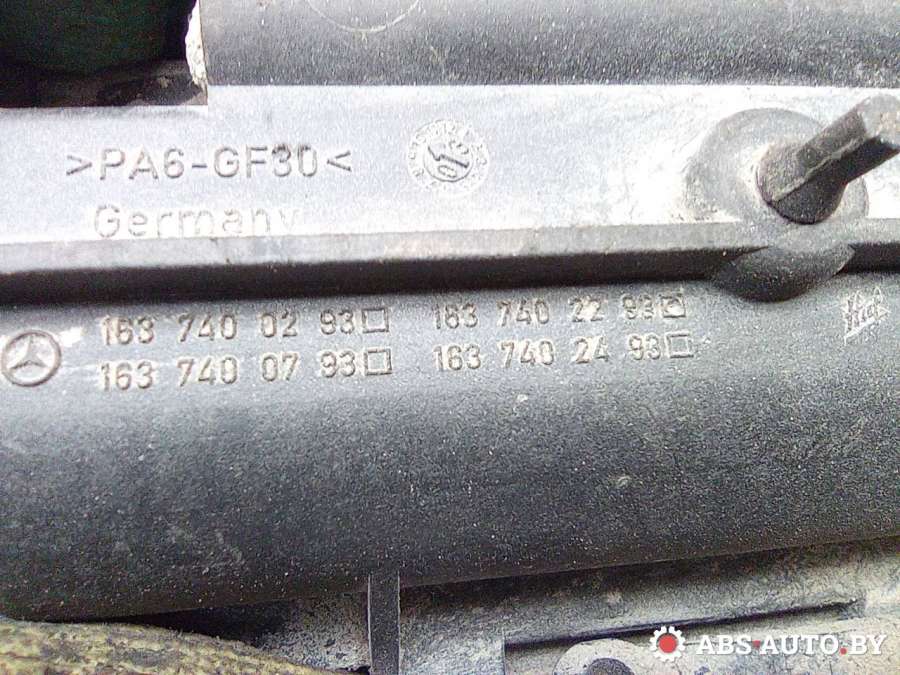 >PA6-GF30<
Germany
163 740 02 93□ 163 740 22 93☑
163 740 07 93□ 163 740 24 93□
ABS-AUTO.BY